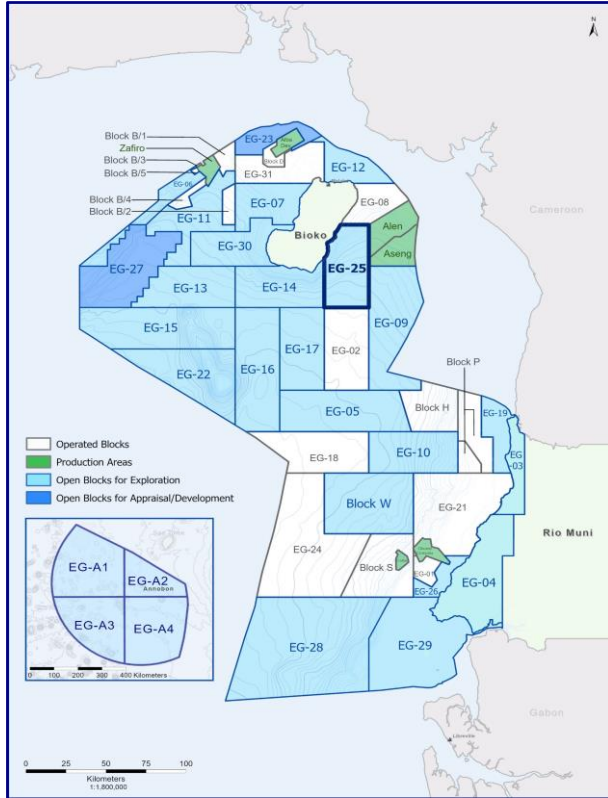 N
Block B/1
Zafiro
Block B/3
Block B/5
Block B/4
Block B/2
EG-23
Block D
EG-31
EG-12
EG-06
EG-11
EG-07
EG-08
Cameroon
Bioko
Alen
Aseng
EG-30
EG-25
EG-27
EG-13
EG-14
EG-15
EG-09
EG-17
EG-02
EG-22
EG-16
Block P
EG-05
Block H
EG-19
EG-18
EG-10
EG
-03
Operated Blocks
Production Areas
Open Blocks for Exploration
Open Blocks for Appraisal/Development
Block W
EG-21
Rio Muni
EG-24
Block S
EG-01
EG-26
EG-04
EG-A1
EG-A2
Annobon
EG-A3
EG-A4
0 100 200 300 400 Kilometers
EG-28
EG-29
Gabon
Libreville
0 25 50 75 100
Kilometers
1:1,800,000